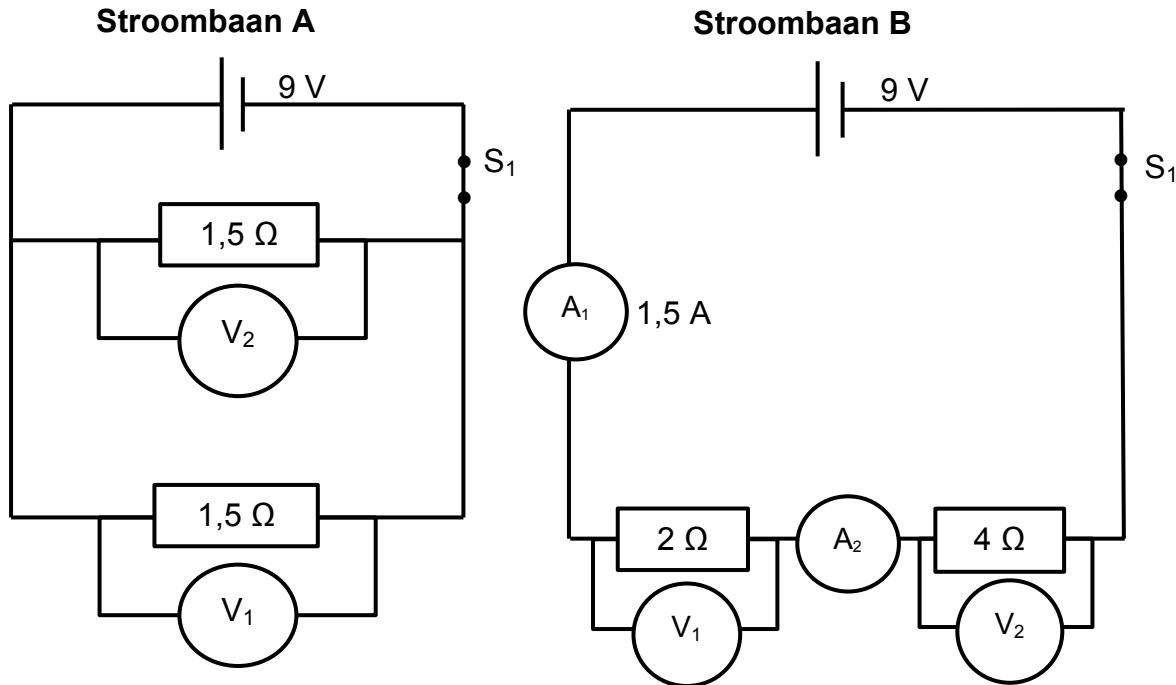 Stroombaan A
9 V
S₁
1,5 Ω
V₂
1,5 Ω
V₁
Stroombaan B
9 V
S₁
A₁
1,5 A
2 Ω
A₂
4 Ω
V₁
V₂